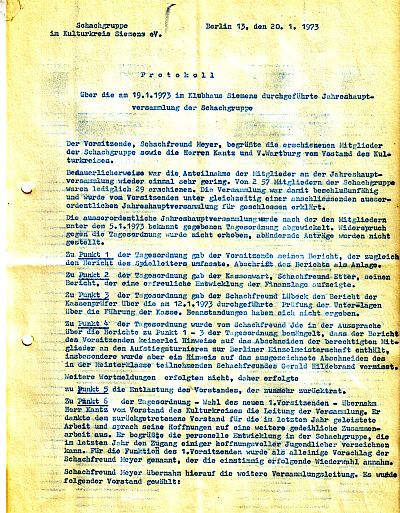 Schachgruppe
im Kulturkreis Siemens eV.
Berlin 13, den 20. 1. 1973
Protokoll
Über die am 19.1.1973 im Klubhaus Siemens durchgeführte Jahreshaupt-
versammlung der Schachgruppe
Der Vorsitzende, Schachfreund Meyer, begrüßte die erschienenen Mitglieder
der Schachgruppe sowie die Herren Kantz und V.Wartburg vom Vostand des Kul-
turkreises.
Bedauerlicherweise war die Anteilnahme der Mitglieder an der Jahreshaupt-
versammlung wieder einmal sehr gering. Von 2 57 Mitgliedern der Schachgruppe
waren lediglich 29 erschienen. Die Versammlung war damit beschlußunfähig
und wurde vom Vorsitzenden unter gleichzeitig einer anschliessenden ausser-
ordentlichen Jahreshauptversammlung für geschlossen erklärt.
Die ausserordentliche Jahreshauptversammlung wurde nach der den Mitgliedern
unter dem 5.1.1973 bekannt gegebenen Tagesordnung abgewickelt. Widerspruch
gegen die Tagesordnung wurde nicht erhoben, abändernde Anträge wurden nicht
gestellt.
Zu Punkt 1 der Tagesordnung gab der Vorsitzende seinen Bericht, der zugleich
den Bericht des Spielleiters umfasste. Abschrift des Berichts als Anlage.
Zu Punkt 2 der Tagesordnung gab der Kassenwart, Schachfreund Etter, seinen
Bericht, der eine erfreuliche Entwicklung der Finanzlage aufzeigte.
Zu Punkt 3 der Tagesordnung gab der Schachfreund Lübeck den Bericht der
Kassenprüfer über die am 12.1.1973 durchgeführte Prüfung der Unterlagen
über die Führung der Kasse. Beanstandungen haben sich nicht ergeben.
Zu Punkt 4 der Tagesordnung wurde vom Schachfreund Jde in der Aussprache
über die Berichte zu Punkt 1 - 3 der Tagesordnung bemängelt, dass der Bericht
des Vorsitzenden keinerlei Hinweise auf das Abschneiden der berechtigten Mit-
glieder an den Aufstiegsturnieren zur Berliner Einzelmeisterschaft enthält,
insbesondere wurde aber ein Hinweis auf das ausgezeichnete Abschneiden des
in der Meisterklasse teilnehmenden Schachfreundes Gerald Hildebrand vermisst.
Weitere Wortmeldungen erfolgten nicht, daher erfolgte
zu Punkt 5 die Entlastung des Vorstandes, der nunmehr zurücktrat.
Zu Punkt 6 der Tagesordnung - Wahl des neuen 1.Vorsitzenden - übernahm
Herr Kantz vom Vorstand des Kulturkreises die Leitung der Versammlung. Er
dankte dem zurückgetretenen Vorstand für die im letzten Jahr geleistete
Arbeit und sprach seine Hoffnungen auf eine weitere gedeihliche Zusammen-
arbeit aus. Er begrüßte die personelle Entwicklung in der Schachgruppe, die
im letzten Jahr den Zugang einiger hoffnungsvoller Jugendlicher verzeichnen
kann. Für die Funktion des 1.Vorsitzenden wurde als alleinige Vorschlag der
Schachfreund Meyer genannt, der die einstimmig erfolgende Wiederwahl annahm.
Schachfreund Meyer übernahm hierauf die weitere Versammlungsleitung. Es wurde
folgender Vorstand gewählt: